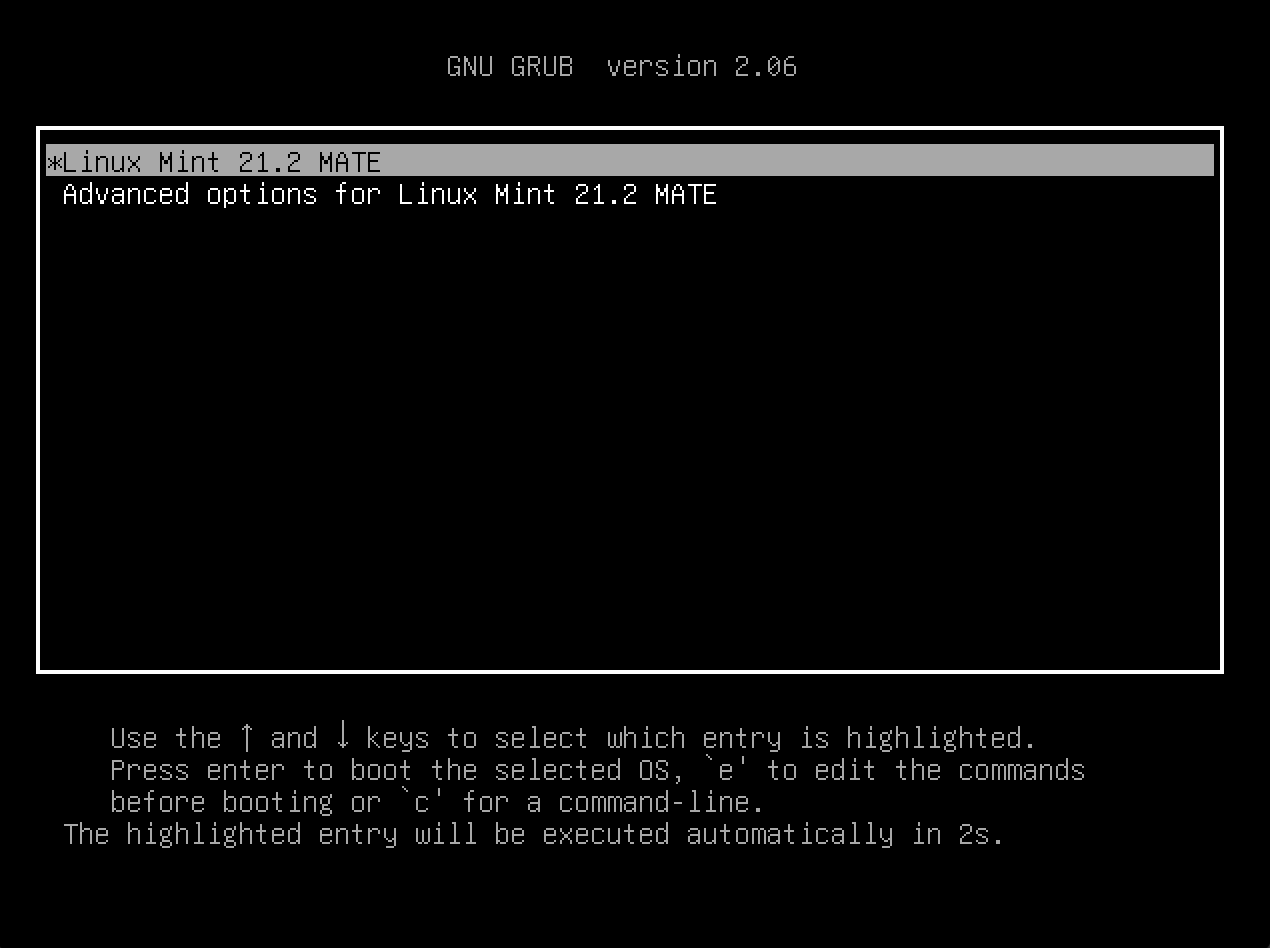 GNU GRUB  version 2.06
*Linux Mint 21.2 MATE
Advanced options for Linux Mint 21.2 MATE
Use the ↑ and ↓ keys to select which entry is highlighted.
Press enter to boot the selected OS, `e' to edit the commands
before booting or `c' for a command-line.
The highlighted entry will be executed automatically in 2s.